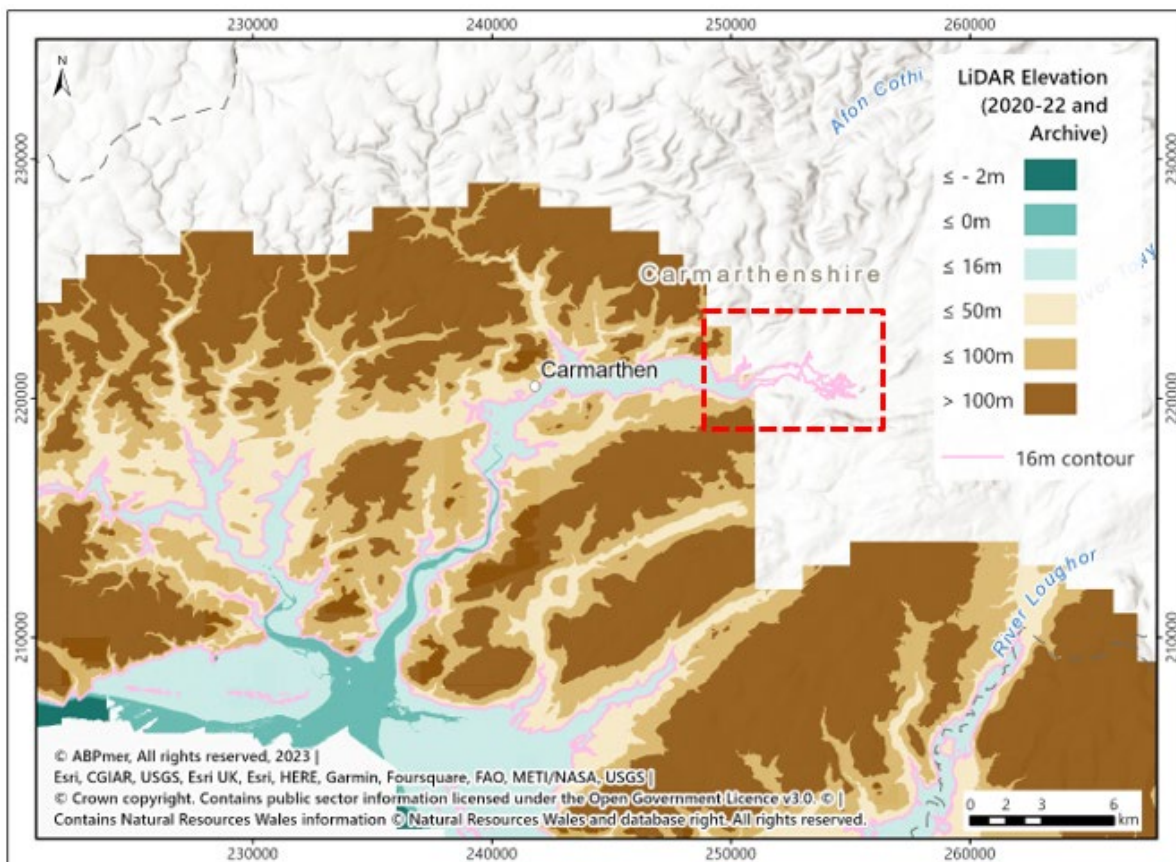 230000 240000 250000 260000
N
230000
220000
210000
230000
220000
210000
Afon Cothi
LiDAR Elevation
(2020-22 and
Archive)
≤ - 2m
≤ 0m
≤ 16m
≤ 50m
≤ 100m
> 100m
16m contour
Carmarthenshire
Carmarthen
River Loughor
© ABPmer, All rights reserved, 2023 |
Esri, CGIAR, USGS, Esri UK, Esri, HERE, Garmin, Foursquare, FAO, METI/NASA, USGS |
© Crown copyright. Contains public sector information licensed under the Open Government Licence v3.0. © |
Contains Natural Resources Wales information © Natural Resources Wales and database right. All rights reserved.
0 2 3 6
km
230000 240000 250000 260000